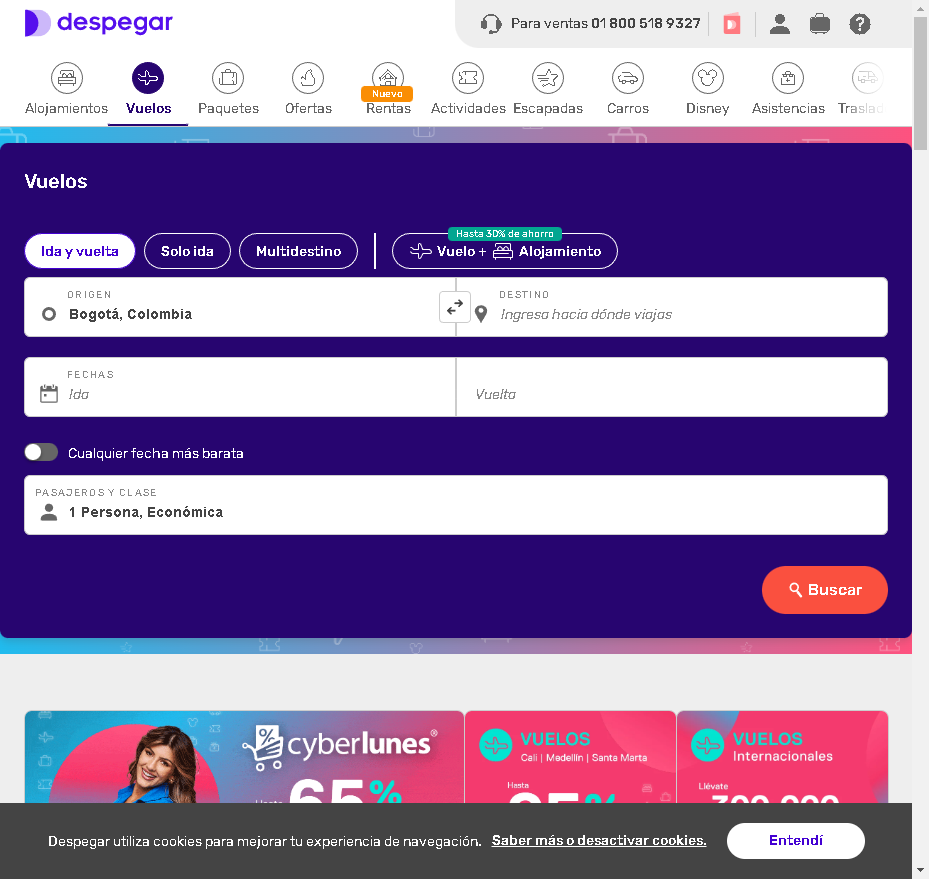 despegar
Para ventas 01 800 518 9327
Alojamientos
Vuelos
Paquetes
Ofertas
Nuevo
Rentas
Actividades
Escapadas
Carros
Disney
Asistencias
Traslad
Vuelos
Hasta 30% de ahorro
Ida y vuelta
Solo ida
Multidestino
Vuelo + Alojamiento
ORIGEN
Bogotá, Colombia
DESTINO
Ingresa hacia dónde viajas
FECHAS
Ida
Vuelta
Cualquier fecha más barata
PASAJEROS Y CLASE
1 Persona, Económica
Buscar
cyberlunes®
Hasta 65%
VUELOS
Cali | Medellín | Santa Marta
Hasta
VUELOS
Internacionales
Llévate
Despegar utiliza cookies para mejorar tu experiencia de navegación. Saber más o desactivar cookies.
Entendí